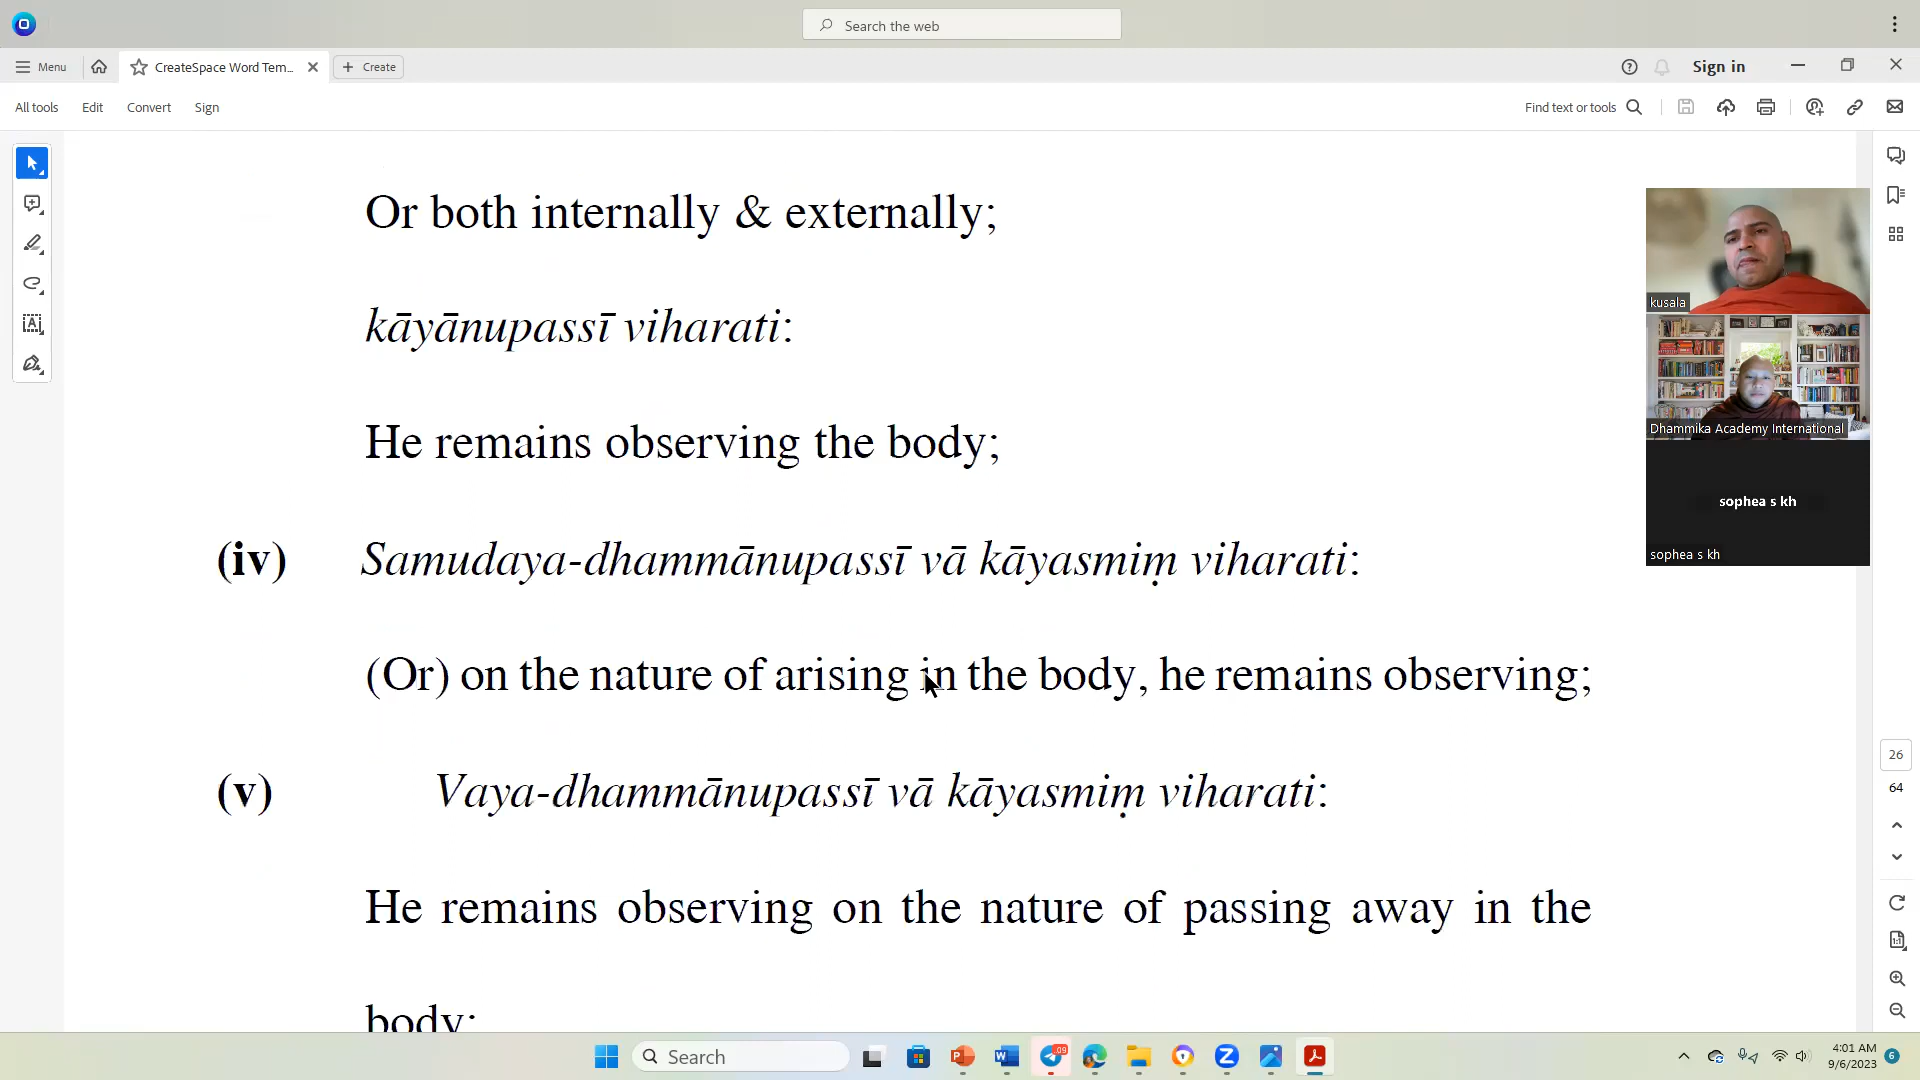 Search the web
Menu
CreateSpace Word Tem...
Create
Sign in
All tools
Edit
Convert
Sign
Find text or tools
Or both internally & externally;
kāyānupassī viharati:
He remains observing the body;
(iv) Samudaya-dhammānupassī vā kāyasmiṃ viharati:
(Or) on the nature of arising in the body, he remains observing;
(v) Vaya-dhammānupassī vā kāyasmiṃ viharati:
He remains observing on the nature of passing away in the
body;
kusala
Dhammika Academy International
sophea s kh
sophea s kh
26
64
Search
4:01 AM
9/6/2023
6